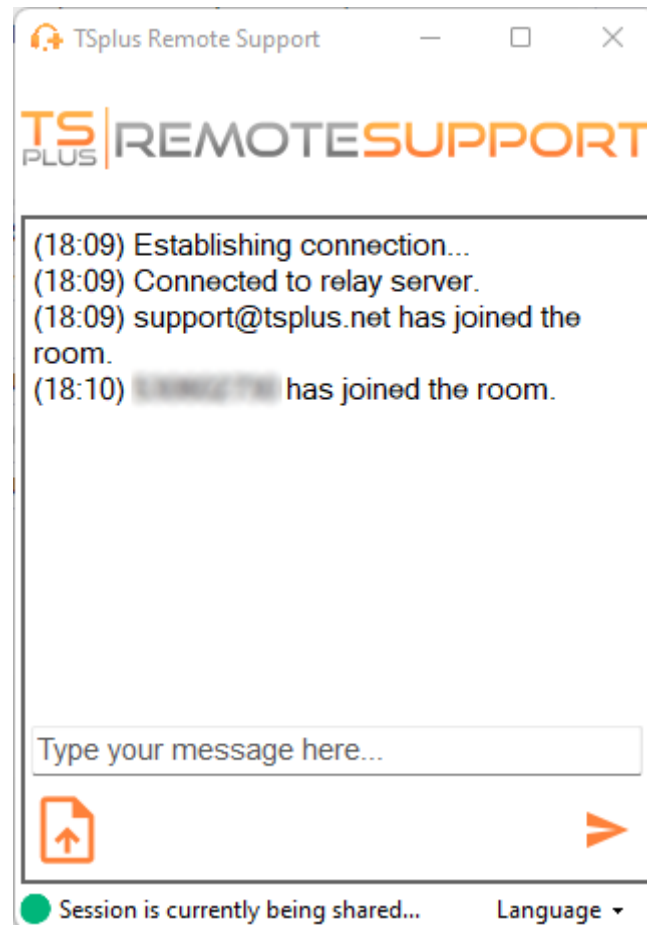 TSplus Remote Support
TS PLUS REMOTESUPPORT
(18:09) Establishing connection...
(18:09) Connected to relay server.
(18:09) support@tsplus.net has joined the
room.
(18:10) has joined the room.
Type your message here...
Session is currently being shared... Language